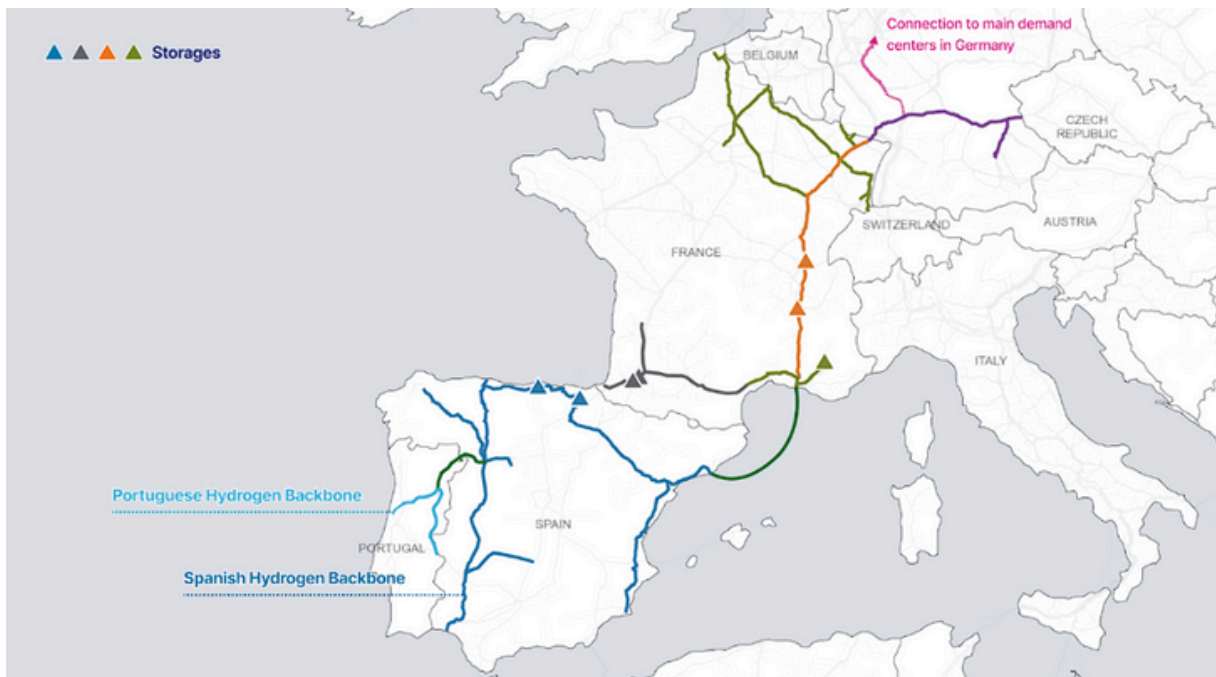 Storages
Connection to main demand
centers in Germany
BELGIUM
CZECH
REPUBLIC
SWITZERLAND
AUSTRIA
FRANCE
ITALY
Portuguese Hydrogen Backbone
SPAIN
PORTUGAL
Spanish Hydrogen Backbone